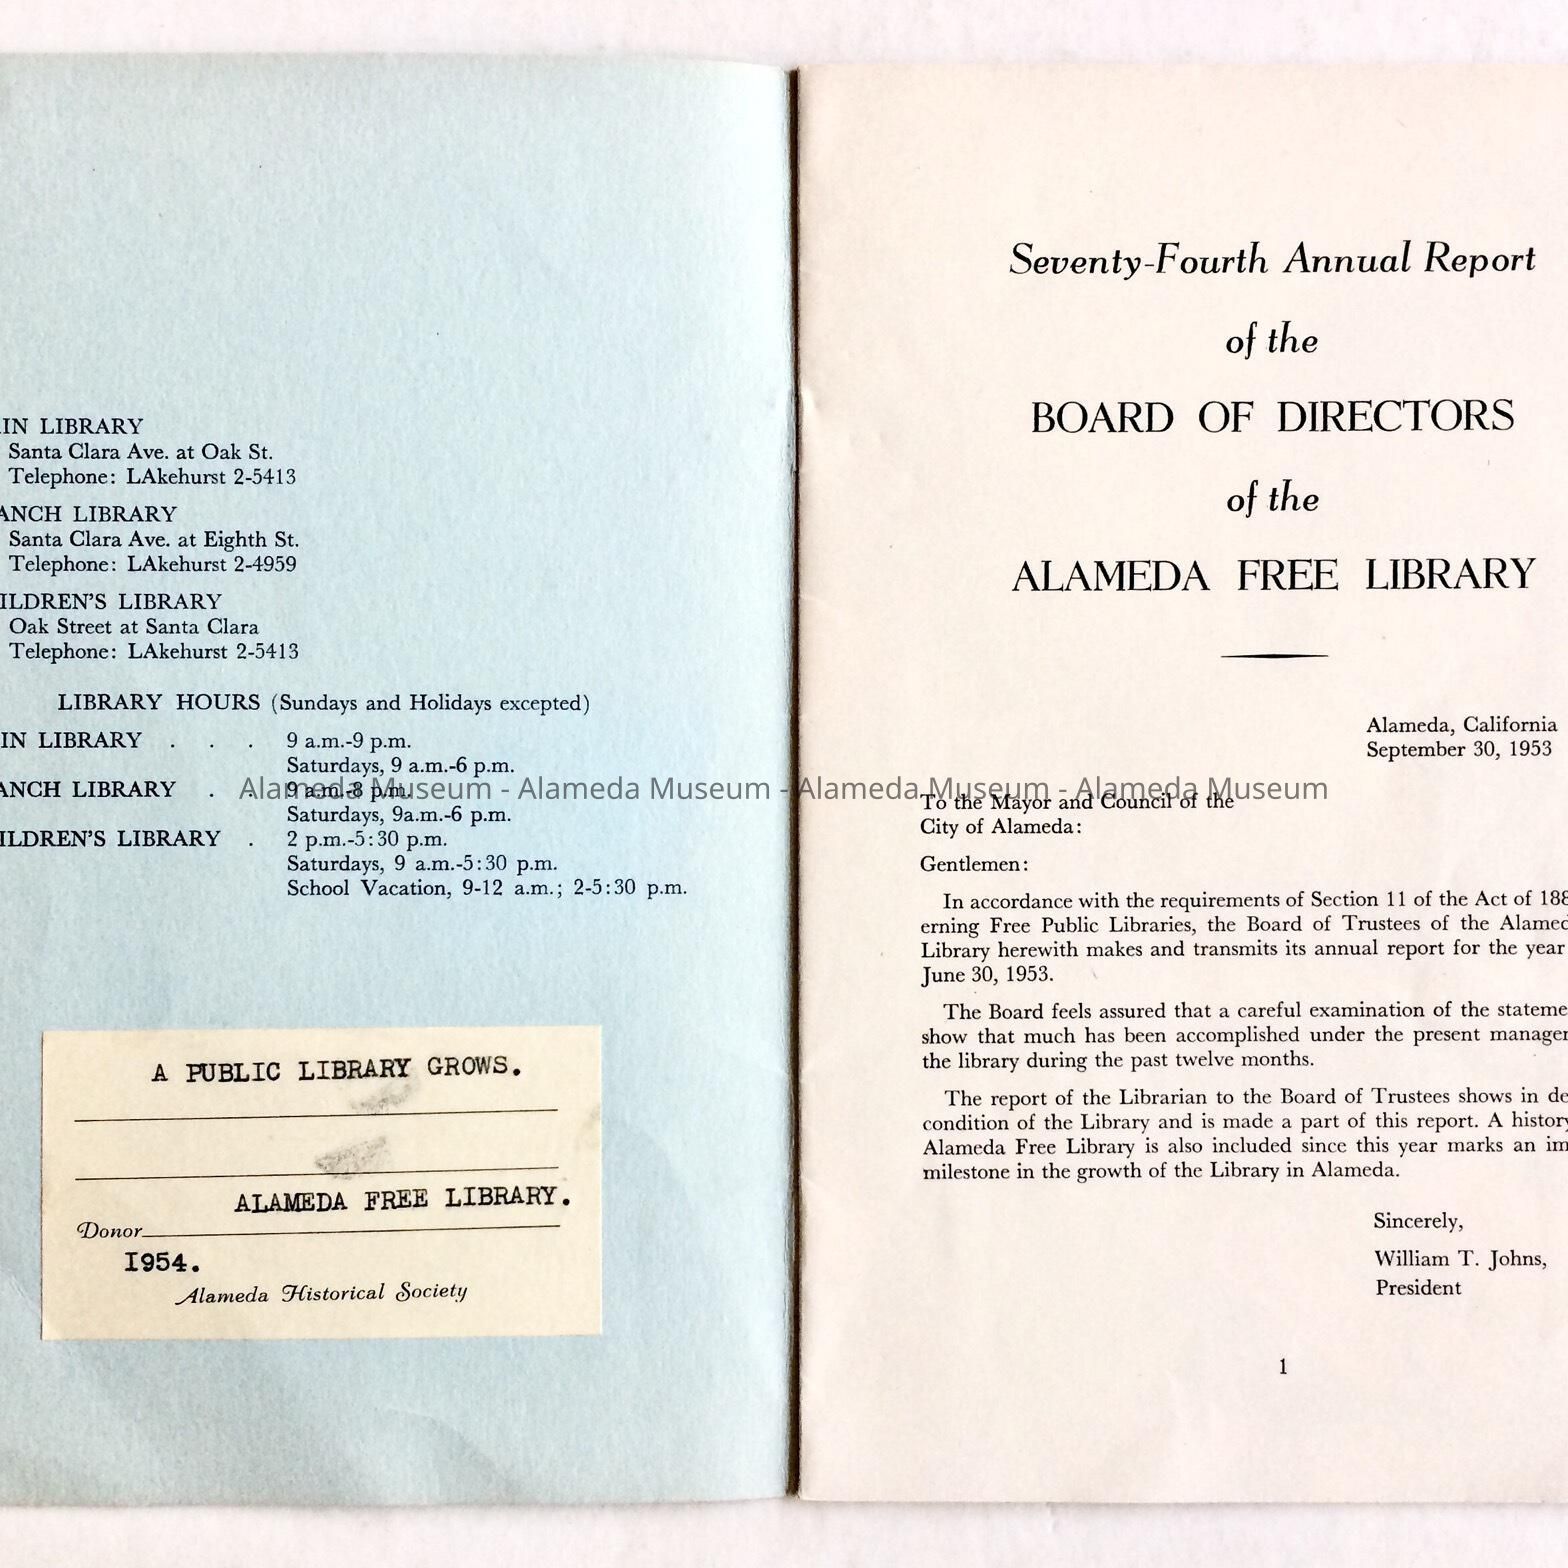 IN LIBRARY
Santa Clara Ave. at Oak St.
Telephone: LAkehurst 2-5413
ANCH LIBRARY
Santa Clara Ave. at Eighth St.
Telephone: LAkehurst 2-4959
ILDREN'S LIBRARY
Oak Street at Santa Clara
Telephone: LAkehurst 2-5413
LIBRARY HOURS (Sundays and Holidays excepted)
IN LIBRARY . . . 9 a.m.-9 p.m.
Saturdays, 9 a.m.-6 p.m.
ANCH LIBRARY . . 9 a.m.-8 p.m.
Saturdays, 9a.m.-6 p.m.
ILDREN'S LIBRARY . 2 p.m.-5:30 p.m.
Saturdays, 9 a.m.-5:30 p.m.
School Vacation, 9-12 a.m.; 2-5:30 p.m.
A PUBLIC LIBRARY GROWS.
ALAMEDA FREE LIBRARY.
Donor
1954.
Alameda Historical Society
Alameda Museum - Alameda Museum - Alameda Museum - Alameda Museum
Seventy-Fourth Annual Report
of the
BOARD OF DIRECTORS
of the
ALAMEDA FREE LIBRARY
Alameda, California
September 30, 1953
To the Mayor and Council of the
City of Alameda:
Gentlemen:
In accordance with the requirements of Section 11 of the Act of 188
erning Free Public Libraries, the Board of Trustees of the Alamed
Library herewith makes and transmits its annual report for the year
June 30, 1953.
The Board feels assured that a careful examination of the stateme
show that much has been accomplished under the present manager
the library during the past twelve months.
The report of the Librarian to the Board of Trustees shows in de
condition of the Library and is made a part of this report. A history
Alameda Free Library is also included since this year marks an im
milestone in the growth of the Library in Alameda.
Sincerely,
William T. Johns,
President
1